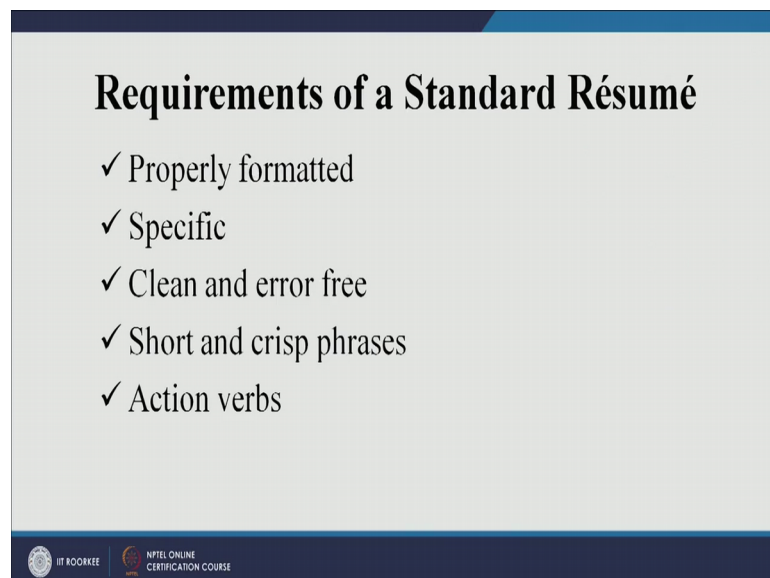 Requirements of a Standard Résumé
✓ Properly formatted
✓ Specific
✓ Clean and error free
✓ Short and crisp phrases
✓ Action verbs
IIT ROORKEE
NPTEL ONLINE
CERTIFICATION COURSE
NPTEL